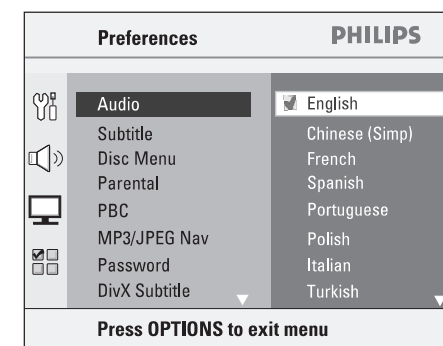 Preferences
PHILIPS
Audio
Subtitle
Disc Menu
Parental
PBC
MP3/JPEG Nav
Password
DivX Subtitle
English
Chinese (Simp)
French
Spanish
Portuguese
Polish
Italian
Turkish
Press OPTIONS to exit menu